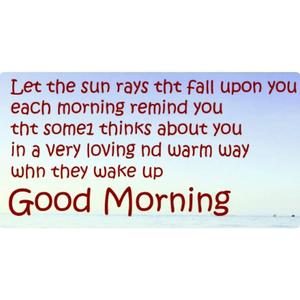 Let the sun rays tht fall upon you
each morning remind you
tht some1 thinks about you
in a very loving nd warm way
whn they wake up
Good Morning